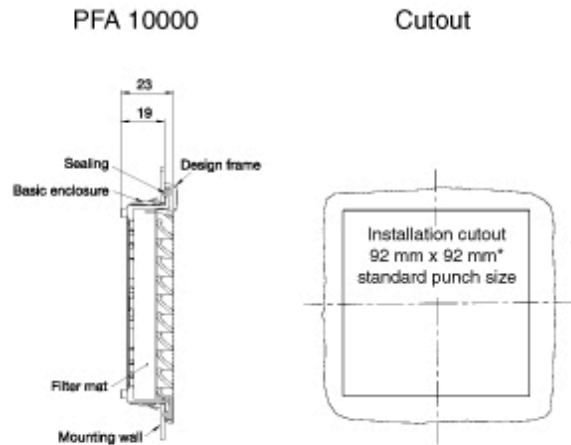 PFA 10000
Cutout
23
19
Sealing
Design frame
Basic enclosure
Installation cutout
92 mm x 92 mm*
standard punch size
Filter mat
Mounting wall